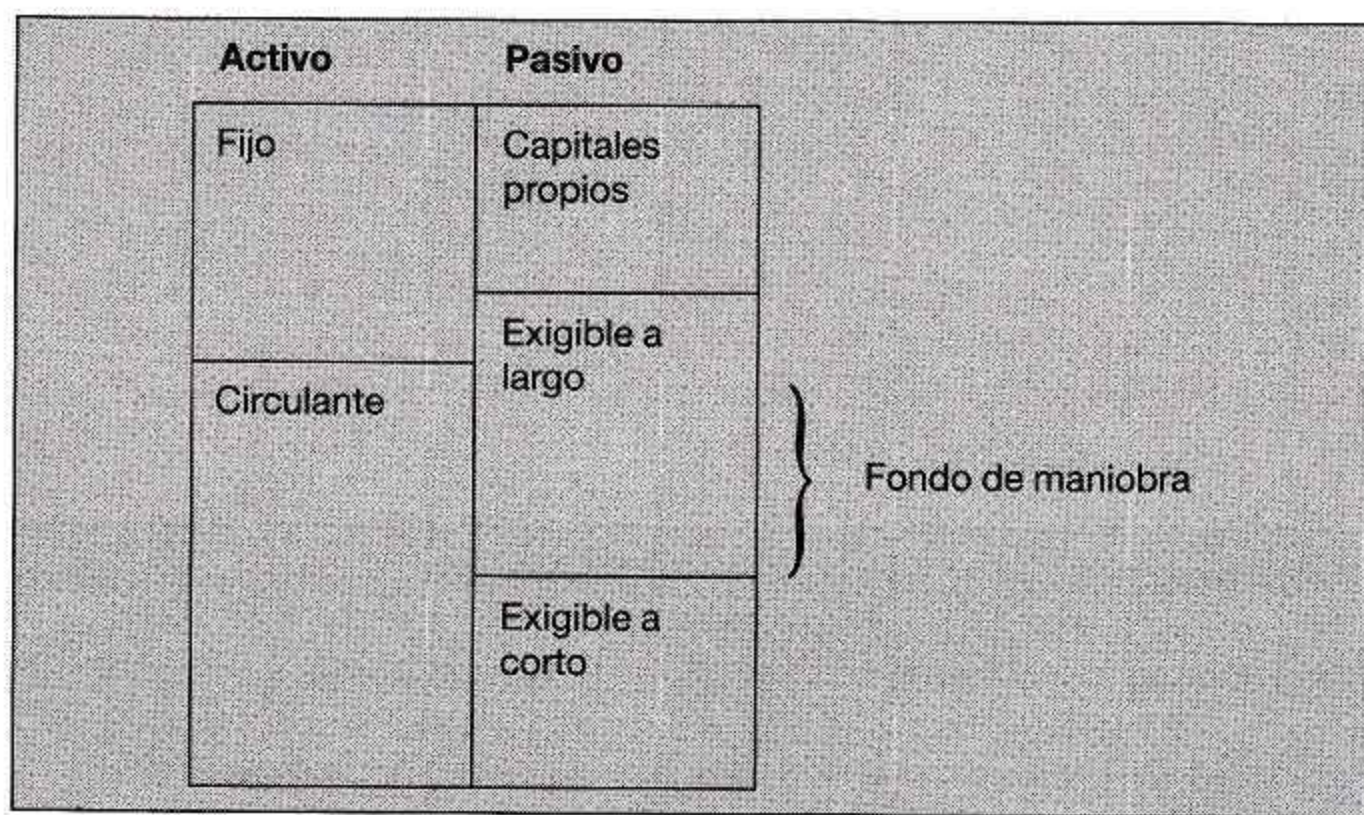 Activo Pasivo
Fijo
Capitales
propios
Exigible a
largo
Circulante
Fondo de maniobra
Exigible a
corto